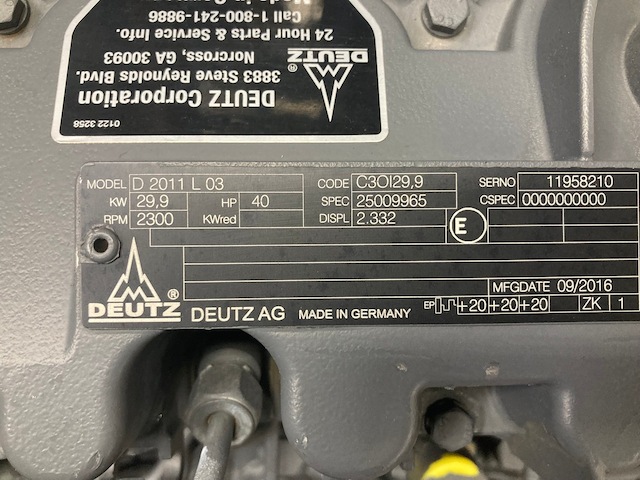 DEUTZ Corporation
3883 Steve Reynolds Blvd.
Norcross, GA 30093
24 Hour Parts & Service Info.
Call 1-800-241-9886
Made in Germany
DEUTZ ®
0122 3258
MODEL D 2011 L 03 CODE C3OI29,9 SERNO 11958210
KW 29,9 HP 40 SPEC 25009965 CSPEC 0000000000
RPM 2300 KWred DISPL 2.332 E
MFGDATE 09/2016
DEUTZ ® DEUTZ AG MADE IN GERMANY EP +20 +20 +20 ZK 1